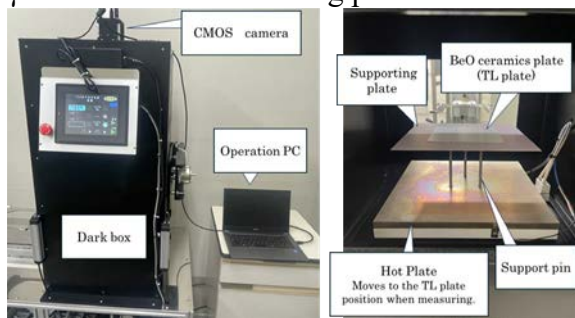 CMOS camera
Operation PC
Dark box
Supporting
plate
BeO ceramics plate
(TL plate)
Hot Plate
Moves to the TL plate
position when measuring.
Support pin